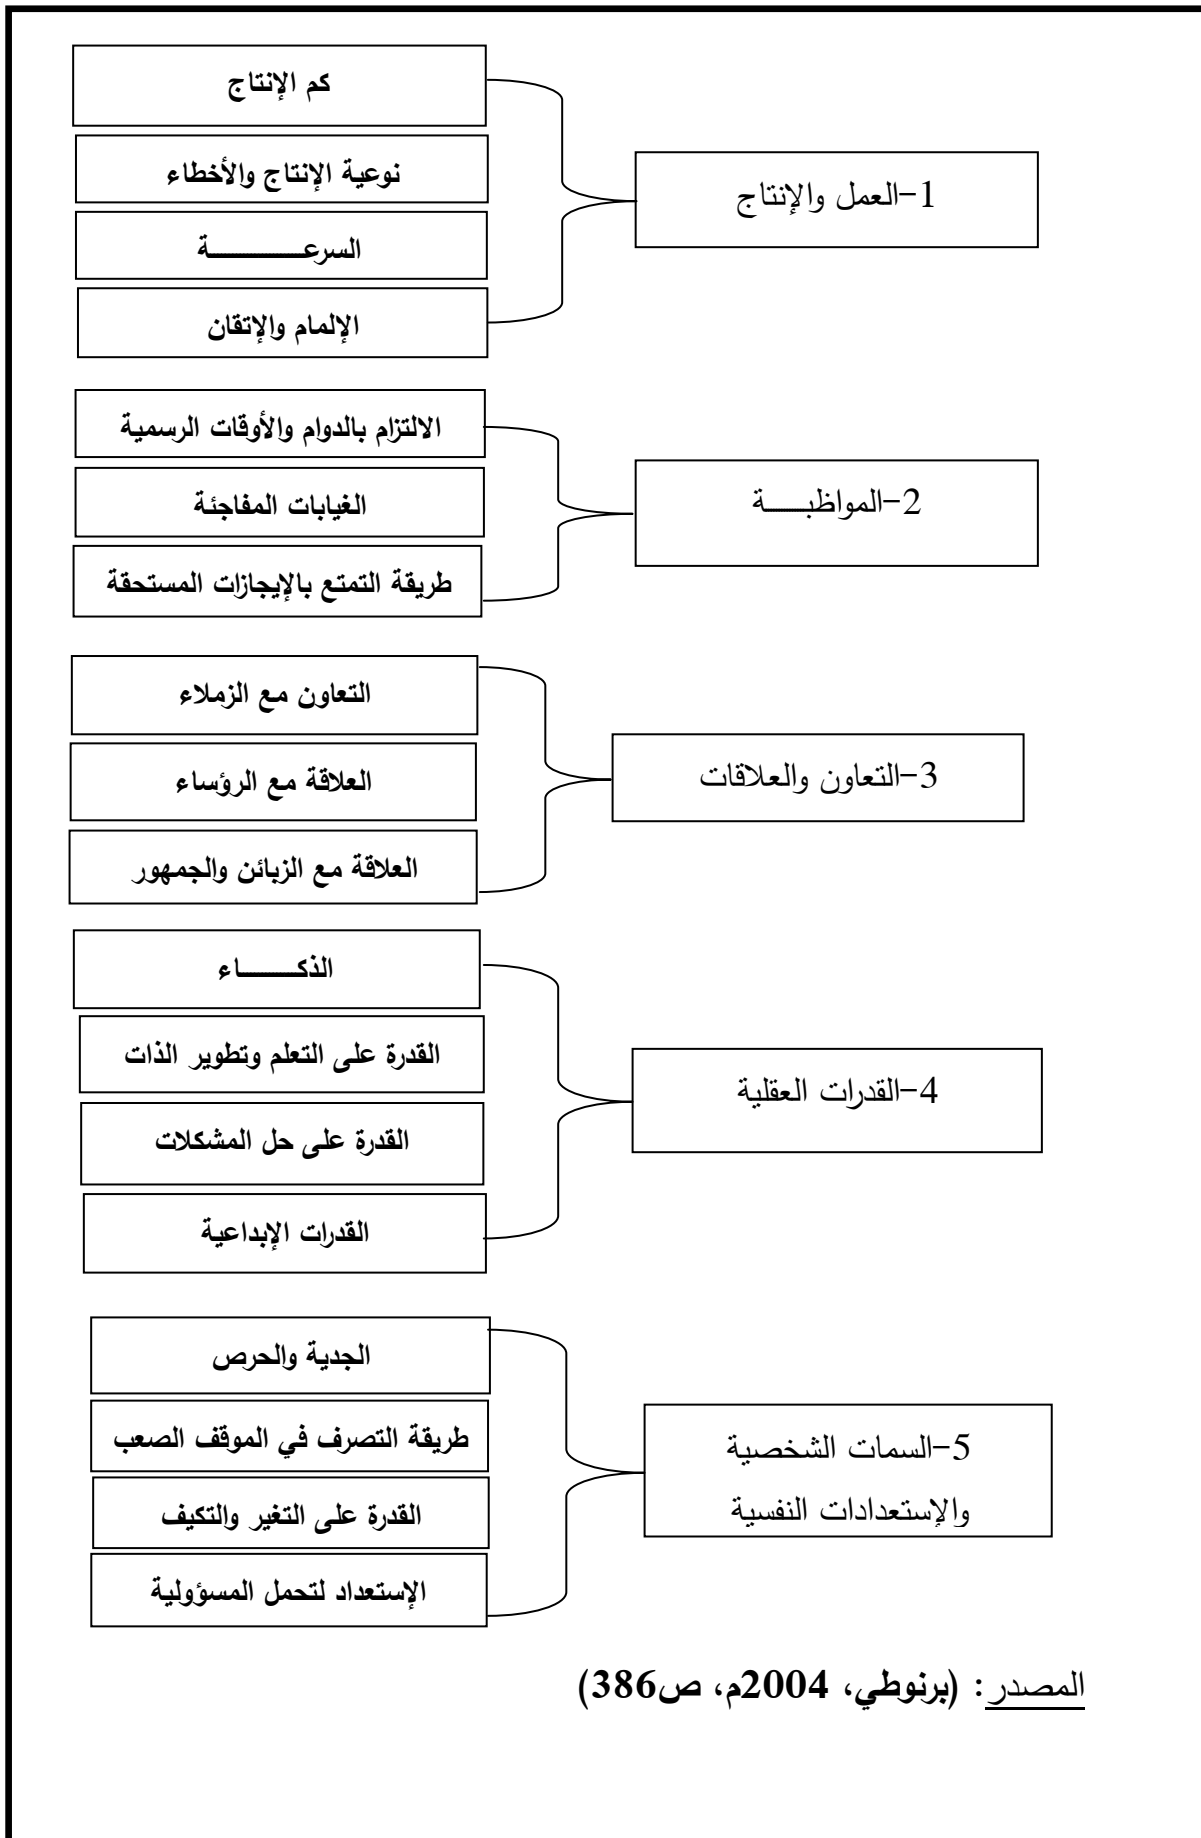 1-العمل والإنتاج
كم الإنتاج
نوعية الإنتاج والأخطاء
السرعـــــــة
الإلمام والإتقان
2-المواظبــــة
الالتزام بالدوام والأوقات الرسمية
الغيابات المفاجئة
طريقة التمتع بالإيجازات المستحقة
3-التعاون والعلاقات
التعاون مع الزملاء
العلاقة مع الرؤساء
العلاقة مع الزبائن والجمهور
4-القدرات العقلية
الذكـــــاء
القدرة على التعلم وتطوير الذات
القدرة على حل المشكلات
القدرات الإبداعية
5-السمات الشخصية
والإستعدادات النفسية
الجدية والحرص
طريقة التصرف في الموقف الصعب
القدرة على التغير والتكيف
الإستعداد لتحمل المسؤولية
المصدر: (برنوطي، 2004م، ص386)